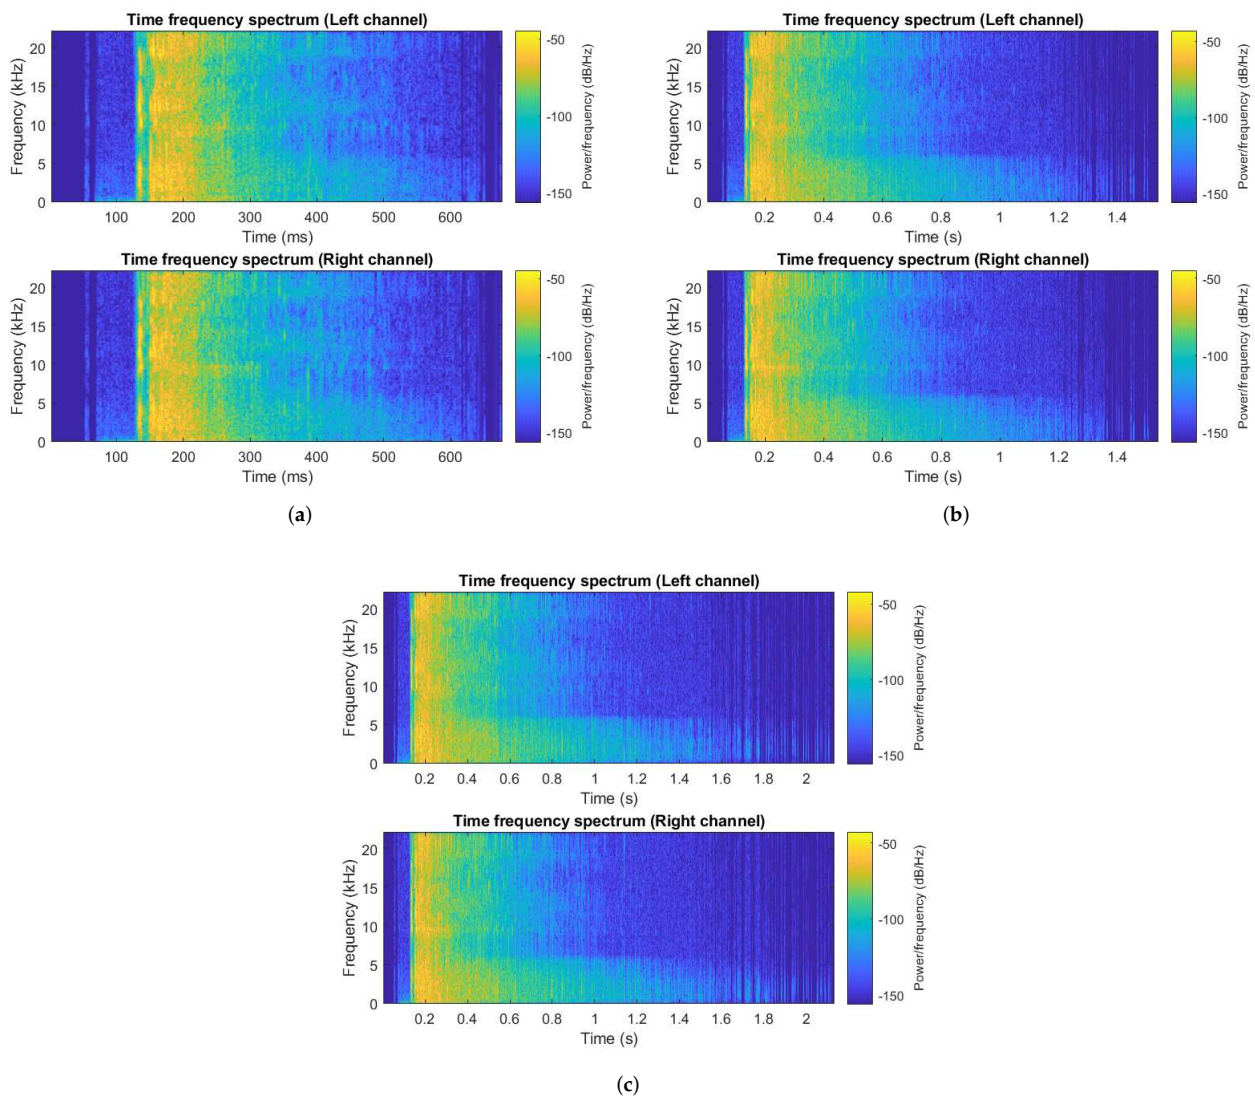 Time frequency spectrum (Left channel)
Frequency (kHz)
20
15
10
5
0
100 200 300 400 500 600
Time (ms)
-50
-100
-150
Power/frequency (dB/Hz)
Time frequency spectrum (Right channel)
Frequency (kHz)
20
15
10
5
0
100 200 300 400 500 600
Time (ms)
-50
-100
-150
Power/frequency (dB/Hz)
(a)
Time frequency spectrum (Left channel)
Frequency (kHz)
20
15
10
5
0
0.2 0.4 0.6 0.8 1 1.2 1.4
Time (s)
-50
-100
-150
Power/frequency (dB/Hz)
Time frequency spectrum (Right channel)
Frequency (kHz)
20
15
10
5
0
0.2 0.4 0.6 0.8 1 1.2 1.4
Time (s)
-50
-100
-150
Power/frequency (dB/Hz)
(b)
Time frequency spectrum (Left channel)
Frequency (kHz)
20
15
10
5
0
0.2 0.4 0.6 0.8 1 1.2 1.4 1.6 1.8 2
Time (s)
-50
-100
-150
Power/frequency (dB/Hz)
Time frequency spectrum (Right channel)
Frequency (kHz)
20
15
10
5
0
0.2 0.4 0.6 0.8 1 1.2 1.4 1.6 1.8 2
Time (s)
-50
-100
-150
Power/frequency (dB/Hz)
(c)